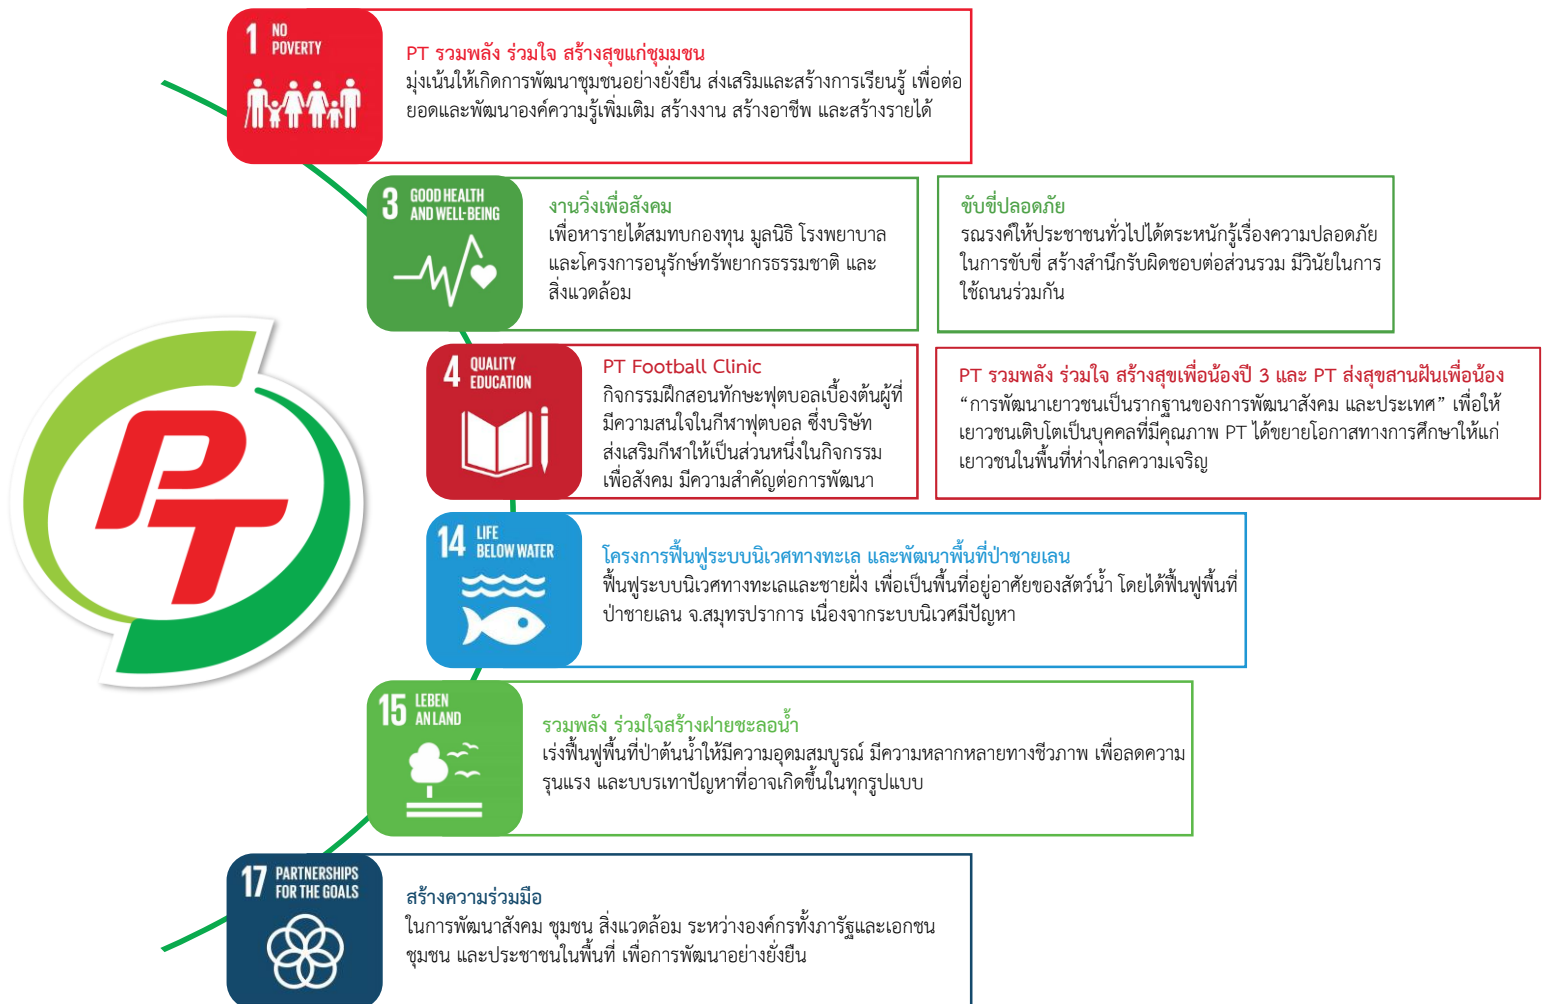 1 NO
POVERTY
PT รวมพลัง ร่วมใจ สร้างสุขแก่ชุมมชน
มุ่งเน้นให้เกิดการพัฒนาชุมชนอย่างยั่งยืน ส่งเสริมและสร้างการเรียนรู้ เพื่อต่อ
ยอดและพัฒนาองค์ความรู้เพิ่มเติม สร้างงาน สร้างอาชีพ และสร้างรายได้
3 GOOD HEALTH
AND WELL-BEING
งานวิ่งเพื่อสังคม
เพื่อหารายได้สมทบกองทุน มูลนิธิ โรงพยาบาล
และโครงการอนุรักษ์ทรัพยากรธรรมชาติ และ
สิ่งแวดล้อม
ขับขี่ปลอดภัย
รณรงค์ให้ประชาชนทั่วไปได้ตระหนักรู้เรื่องความปลอดภัย
ในการขับขี่ สร้างสำนึกรับผิดชอบต่อส่วนรวม มีวินัยในการ
ใช้ถนนร่วมกัน
4 QUALITY
EDUCATION
PT Football Clinic
กิจกรรมฝึกสอนทักษะฟุตบอลเบื้องต้นผู้ที่
มีความสนใจในกีฬาฟุตบอล ซึ่งบริษัท
ส่งเสริมกีฬาให้เป็นส่วนหนึ่งในกิจกรรม
เพื่อสังคม มีความสำคัญต่อการพัฒนา
PT รวมพลัง ร่วมใจ สร้างสุขเพื่อน้องปี 3 และ PT ส่งสุขสานฝันเพื่อน้อง
“การพัฒนาเยาวชนเป็นรากฐานของการพัฒนาสังคม และประเทศ” เพื่อให้
เยาวชนเติบโตเป็นบุคคลที่มีคุณภาพ PT ได้ขยายโอกาสทางการศึกษาให้แก่
เยาวชนในพื้นที่ห่างไกลความเจริญ
PT
14 LIFE
BELOW WATER
โครงการฟื้นฟูระบบนิเวศทางทะเล และพัฒนาพื้นที่ป่าชายเลน
ฟื้นฟูระบบนิเวศทางทะเลและชายฝั่ง เพื่อเป็นพื้นที่อยู่อาศัยของสัตว์น้ำ โดยได้ฟื้นฟูพื้นที่
ป่าชายเลน จ.สมุทรปราการ เนื่องจากระบบนิเวศมีปัญหา
15 LEBEN
AN LAND
รวมพลัง ร่วมใจสร้างฝายชะลอน้ำ
เร่งฟื้นฟูพื้นที่ป่าต้นน้ำให้มีความอุดมสมบูรณ์ มีความหลากหลายทางชีวภาพ เพื่อลดความ
รุนแรง และบบรเทาปัญหาที่อาจเกิดขึ้นในทุกรูปแบบ
17 PARTNERSHIPS
FOR THE GOALS
สร้างความร่วมมือ
ในการพัฒนาสังคม ชุมชน สิ่งแวดล้อม ระหว่างองค์กรทั้งภารัฐและเอกชน
ชุมชน และประชาชนในพื้นที่ เพื่อการพัฒนาอย่างยั่งยืน